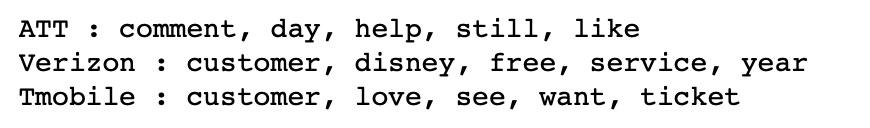 ATT : comment, day, help, still, like
Verizon : customer, disney, free, service, year
Tmobile : customer, love, see, want, ticket